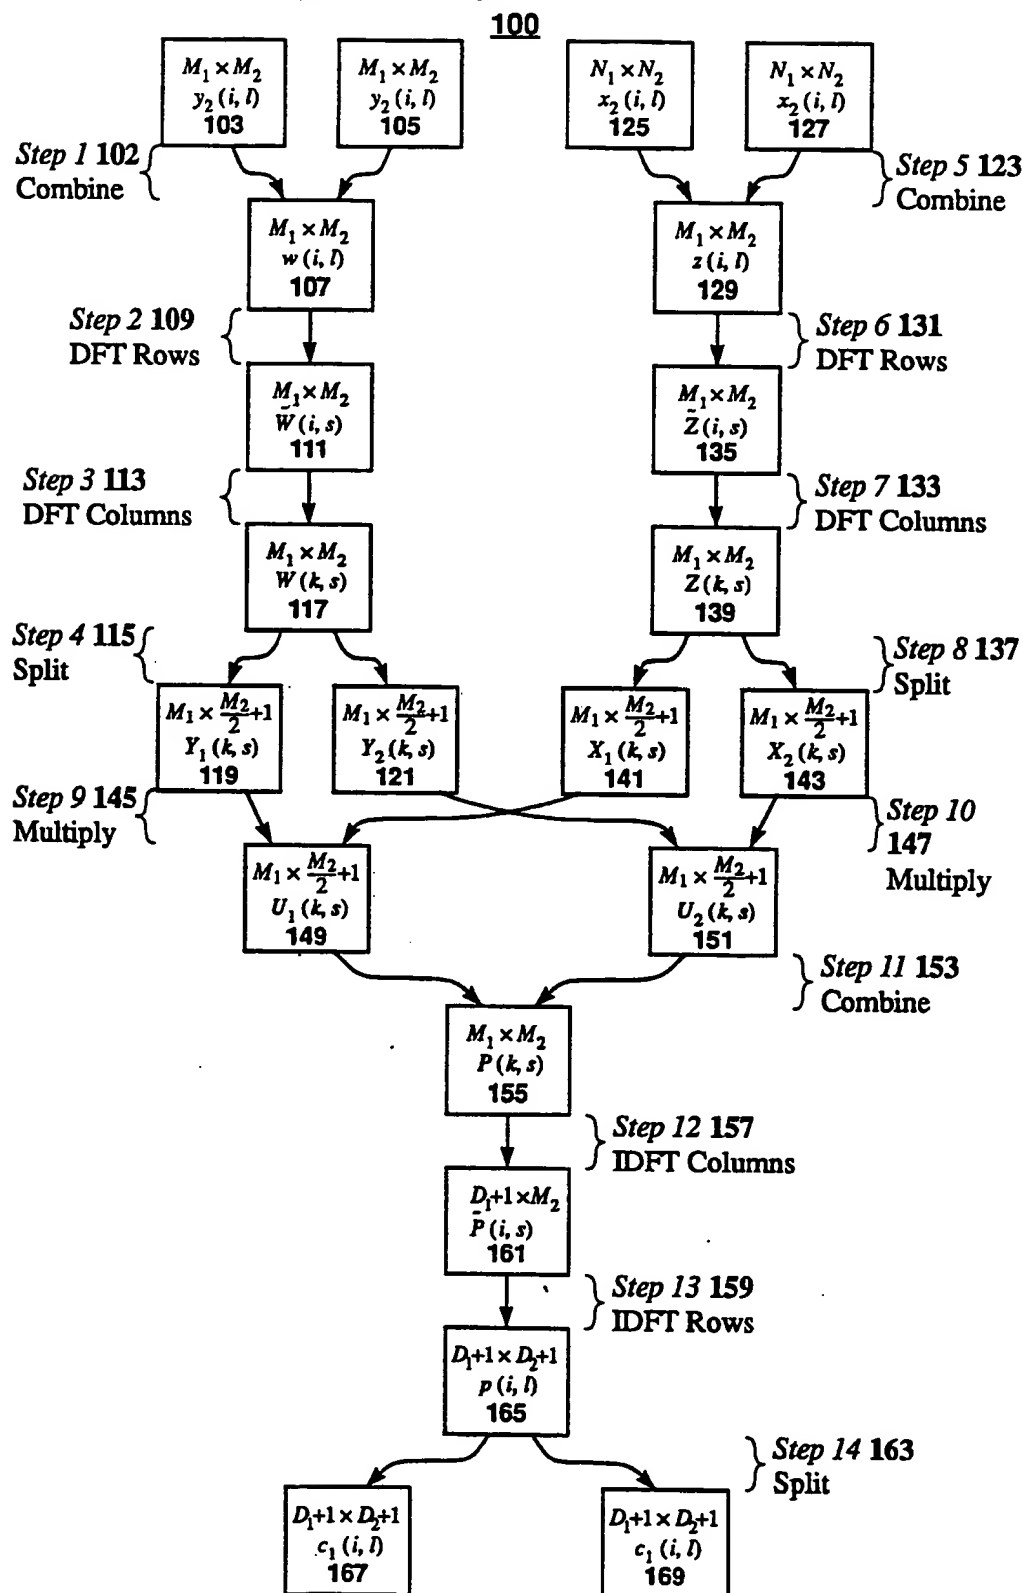 100
M₁ × M₂
y₂ (i, l)
103
M₁ × M₂
y₂ (i, l)
105
N₁ × N₂
x₂ (i, l)
125
N₁ × N₂
x₂ (i, l)
127
Step 1 102
Combine
Step 5 123
Combine
M₁ × M₂
w (i, l)
107
M₁ × M₂
z (i, l)
129
Step 2 109
DFT Rows
Step 6 131
DFT Rows
M₁ × M₂
W̃ (i, s)
111
M₁ × M₂
Z̃ (i, s)
135
Step 3 113
DFT Columns
Step 7 133
DFT Columns
M₁ × M₂
W (k, s)
117
M₁ × M₂
Z (k, s)
139
Step 4 115
Split
Step 8 137
Split
M₁ × M₂/2 +1
Y₁ (k, s)
119
M₁ × M₂/2 +1
Y₂ (k, s)
121
M₁ × M₂/2 +1
X₁ (k, s)
141
M₁ × M₂/2 +1
X₂ (k, s)
143
Step 9 145
Multiply
Step 10
147
Multiply
M₁ × M₂/2 +1
U₁ (k, s)
149
M₁ × M₂/2 +1
U₂ (k, s)
151
Step 11 153
Combine
M₁ × M₂
P (k, s)
155
Step 12 157
IDFT Columns
D₁+1 × M₂
P̃ (i, s)
161
Step 13 159
IDFT Rows
D₁+1 × D₂+1
p (i, l)
165
Step 14 163
Split
D₁+1 × D₂+1
c₁ (i, l)
167
D₁+1 × D₂+1
c₁ (i, l)
169